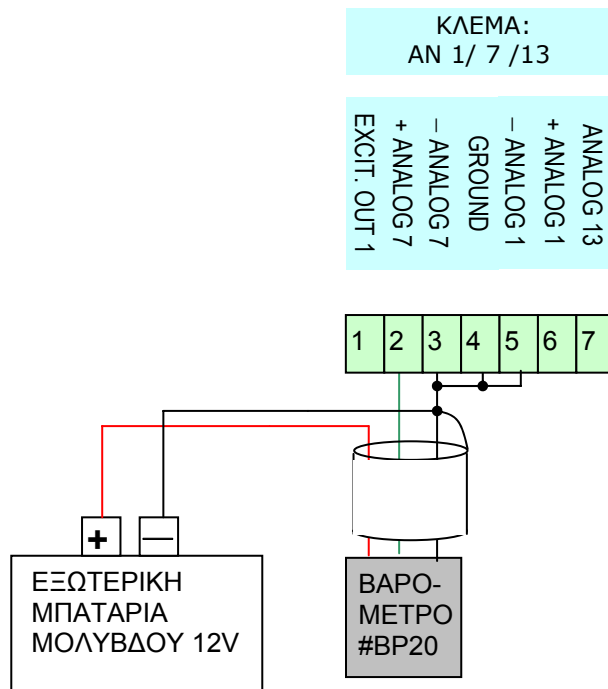 ΚΛΕΜΑ:
AN 1/ 7 /13
EXCIT. OUT 1
+ ANALOG 7
– ANALOG 7
GROUND
– ANALOG 1
+ ANALOG 1
ANALOG 13
1 2 3 4 5 6 7
+ –
ΕΞΩΤΕΡΙΚΗ
ΜΠΑΤΑΡΙΑ
ΜΟΛΥΒΔΟΥ 12V
ΒΑΡΟ-
ΜΕΤΡΟ
#BP20